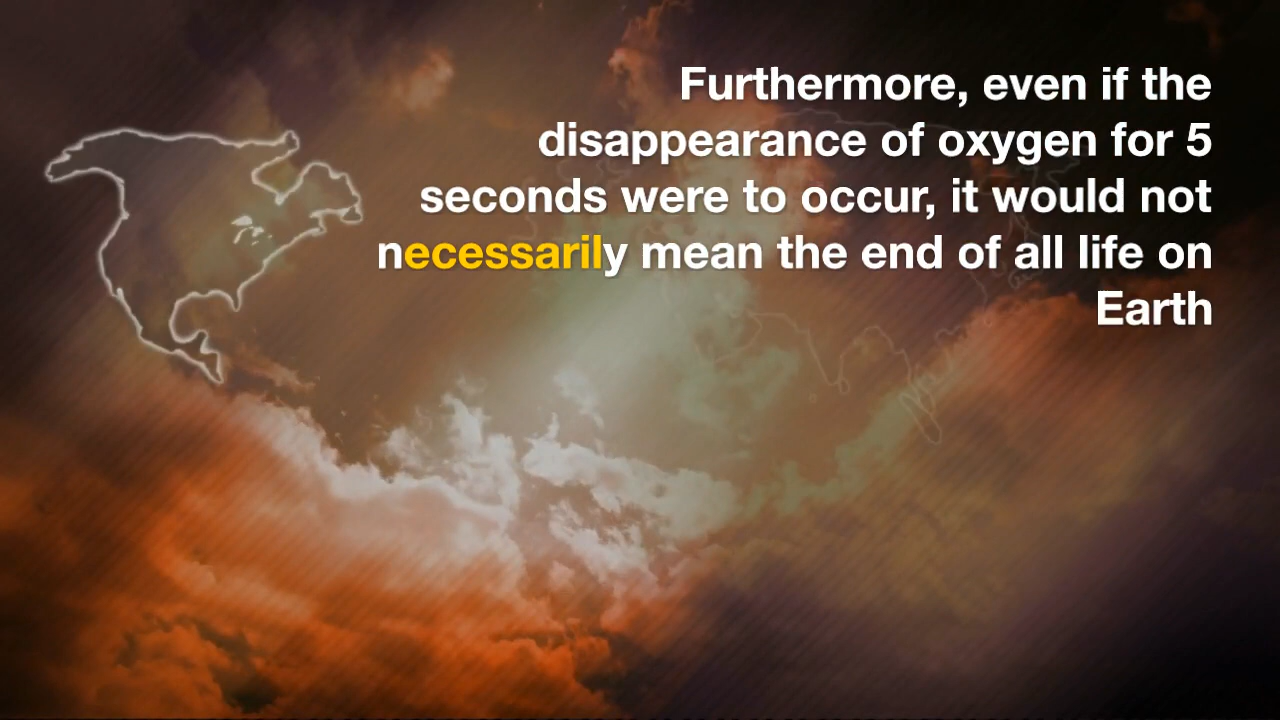 Furthermore, even if the
disappearance of oxygen for 5
seconds were to occur, it would not
necessarily mean the end of all life on
Earth